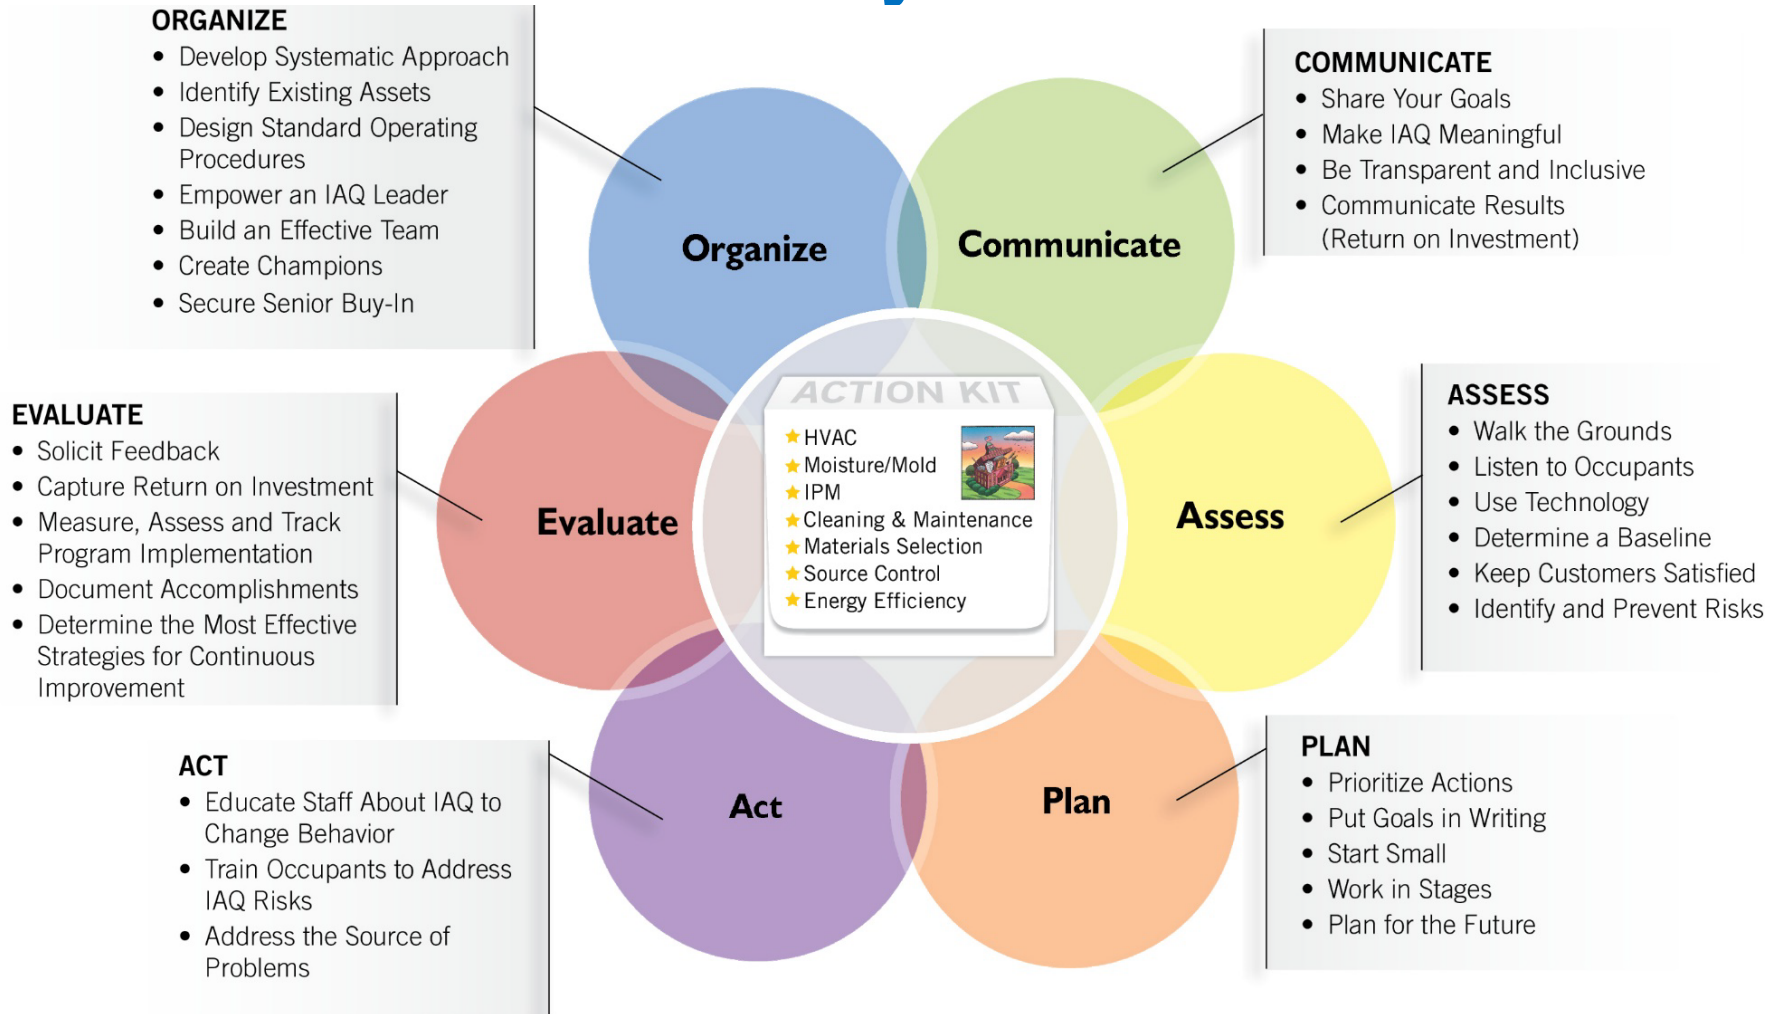 ORGANIZE
• Develop Systematic Approach
• Identify Existing Assets
• Design Standard Operating
Procedures
• Empower an IAQ Leader
• Build an Effective Team
• Create Champions
• Secure Senior Buy-In
COMMUNICATE
• Share Your Goals
• Make IAQ Meaningful
• Be Transparent and Inclusive
• Communicate Results
(Return on Investment)
Organize
Communicate
EVALUATE
• Solicit Feedback
• Capture Return on Investment
• Measure, Assess and Track
Program Implementation
• Document Accomplishments
• Determine the Most Effective
Strategies for Continuous
Improvement
Evaluate
ACTION KIT
HVAC
Moisture/Mold
IPM
Cleaning & Maintenance
Materials Selection
Source Control
Energy Efficiency
Assess
ASSESS
• Walk the Grounds
• Listen to Occupants
• Use Technology
• Determine a Baseline
• Keep Customers Satisfied
• Identify and Prevent Risks
ACT
• Educate Staff About IAQ to
Change Behavior
• Train Occupants to Address
IAQ Risks
• Address the Source of
Problems
Act
Plan
PLAN
• Prioritize Actions
• Put Goals in Writing
• Start Small
• Work in Stages
• Plan for the Future